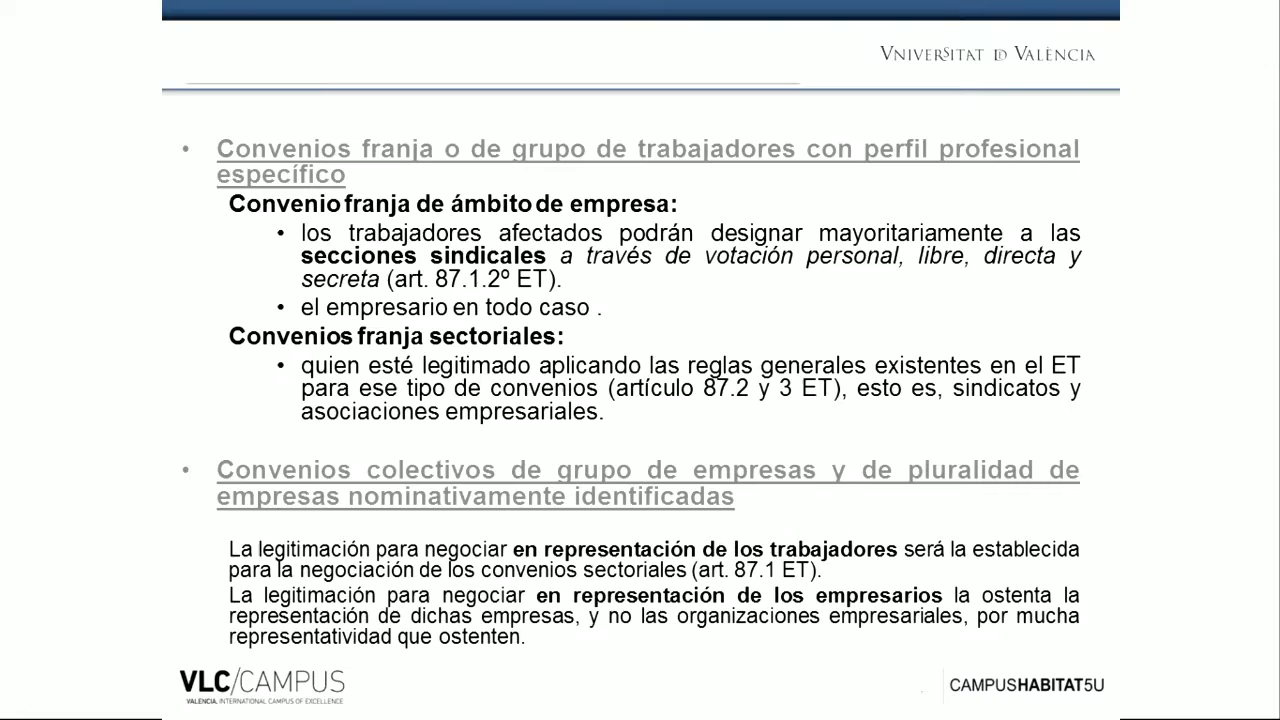 VNIVERSITAT DE VALÈNCIA
• Convenios franja o de grupo de trabajadores con perfil profesional
específico
Convenio franja de ámbito de empresa:
• los trabajadores afectados podrán designar mayoritariamente a las
secciones sindicales a través de votación personal, libre, directa y
secreta (art. 87.1.2º ET).
• el empresario en todo caso .
Convenios franja sectoriales:
• quien esté legitimado aplicando las reglas generales existentes en el ET
para ese tipo de convenios (artículo 87.2 y 3 ET), esto es, sindicatos y
asociaciones empresariales.
• Convenios colectivos de grupo de empresas y de pluralidad de
empresas nominativamente identificadas
La legitimación para negociar en representación de los trabajadores será la establecida
para la negociación de los convenios sectoriales (art. 87.1 ET).
La legitimación para negociar en representación de los empresarios la ostenta la
representación de dichas empresas, y no las organizaciones empresariales, por mucha
representatividad que ostenten.
VLC/CAMPUS
VALENCIA, INTERNATIONAL CAMPUS OF EXCELLENCE
CAMPUSHABITAT5U